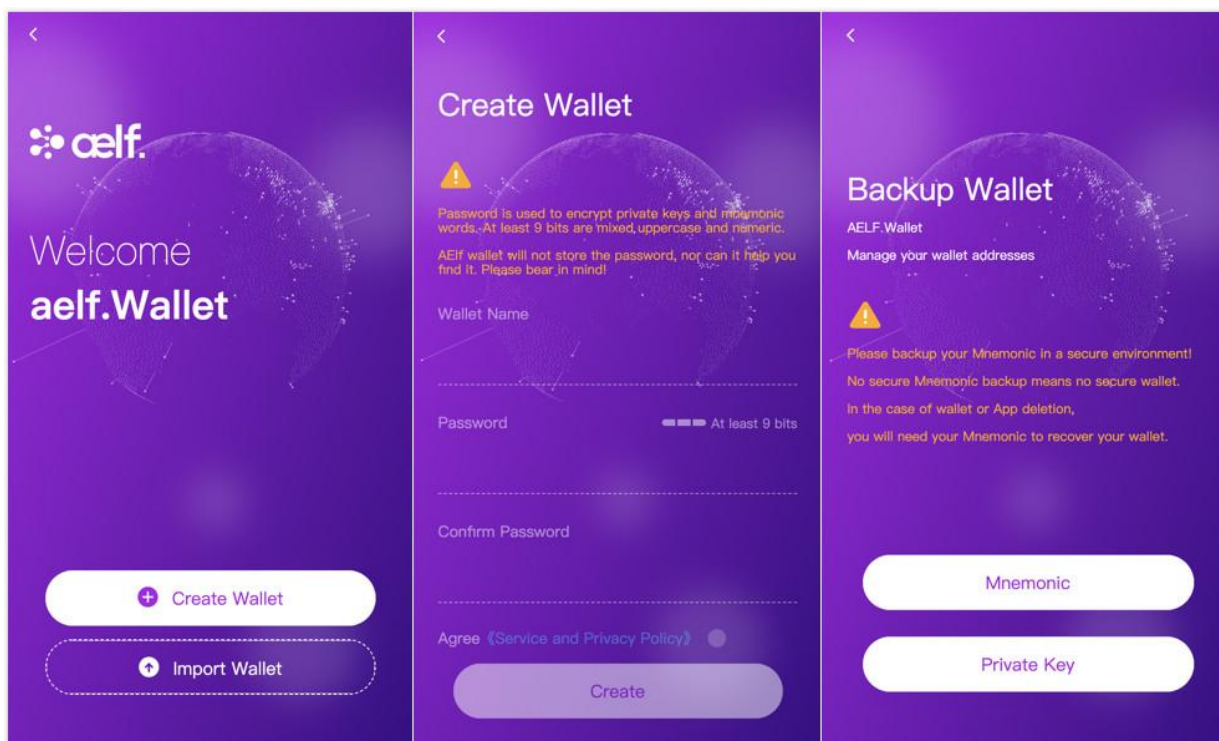 aelf.
Welcome
aelf.Wallet
Create Wallet
Import Wallet
Create Wallet
Password is used to encrypt private keys and mnemonic
words. At least 9 bits are mixed uppercase and numeric.
AElf wallet will not store the password, nor can it help you
find it. Please bear in mind!
Wallet Name
Password
At least 9 bits
Confirm Password
Agree《Service and Privacy Policy》
Create
Backup Wallet
AELF.Wallet
Manage your wallet addresses
Please backup your Mnemonic in a secure environment!
No secure Mnemonic backup means no secure wallet.
In the case of wallet or App deletion,
you will need your Mnemonic to recover your wallet.
Mnemonic
Private Key